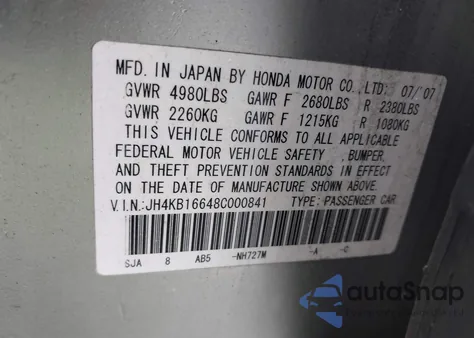 MFD. IN JAPAN BY HONDA MOTOR CO., LTD. 07/07
GVWR 4980LBS GAWR F 2680LBS R 2380LBS
GVWR 2260KG GAWR F 1215KG R 1080KG
THIS VEHICLE CONFORMS TO ALL APPLICABLE
FEDERAL MOTOR VEHICLE SAFETY ,BUMPER,
AND THEFT PREVENTION STANDARDS IN EFFECT
ON THE DATE OF MANUFACTURE SHOWN ABOVE.
V.I.N.:JH4KB16648C000841 TYPE:PASSENGER CAR
SJA 8 AB5 -NH727M -A -C
autoSnap